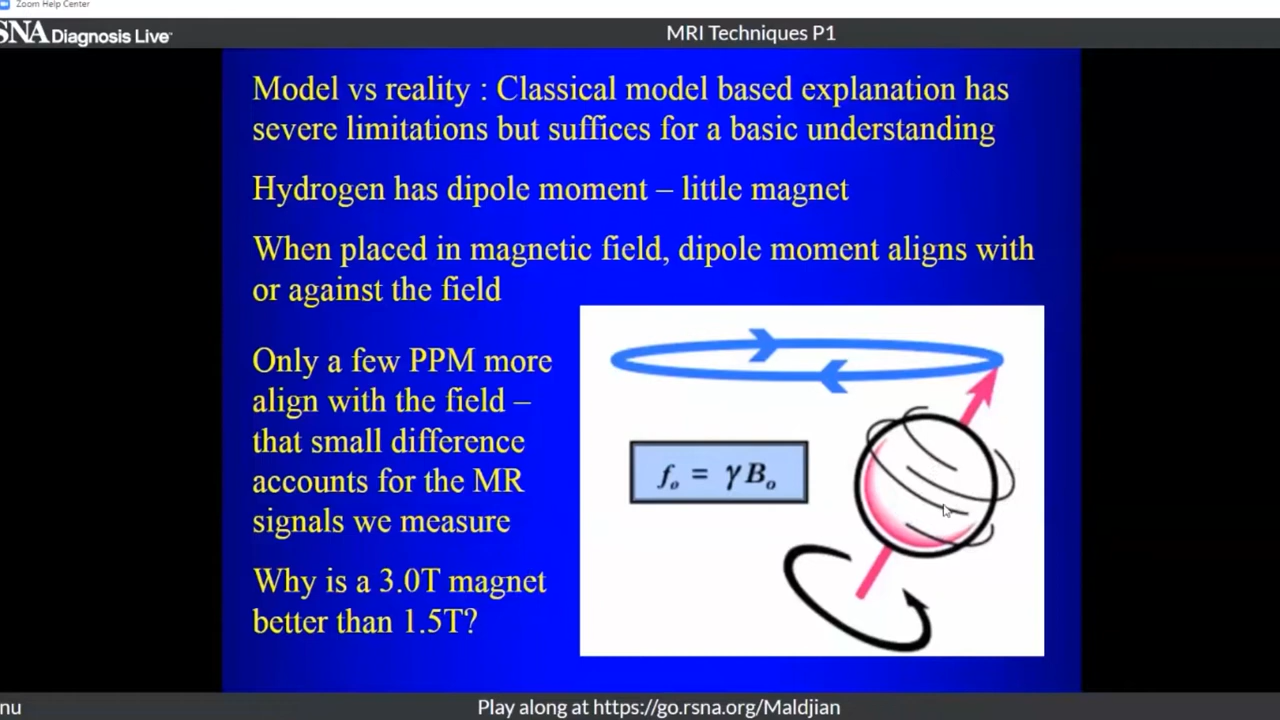 Zoom Help Center
SNA Diagnosis Live™
MRI Techniques P1
Model vs reality : Classical model based explanation has
severe limitations but suffices for a basic understanding
Hydrogen has dipole moment – little magnet
When placed in magnetic field, dipole moment aligns with
or against the field
Only a few PPM more
align with the field –
that small difference
accounts for the MR
signals we measure
fₒ = γBₒ
Why is a 3.0T magnet
better than 1.5T?
nu
Play along at https://go.rsna.org/Maldjian